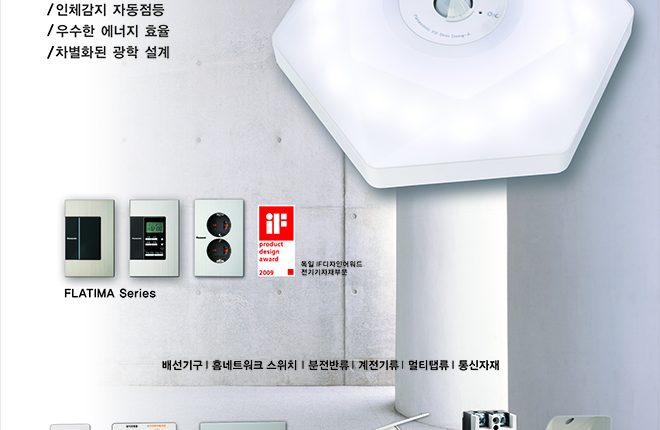 /인체감지 자동점등
/우수한 에너지 효율
/차별화된 광학 설계
iF
product
design
award
2009
독일 IF디자인어워드
전기기자재부문
FLATIMA Series
배선기구 | 홈네트워크 스위치 | 분전반류 | 계전기류 | 멀티탭류 | 통신자재